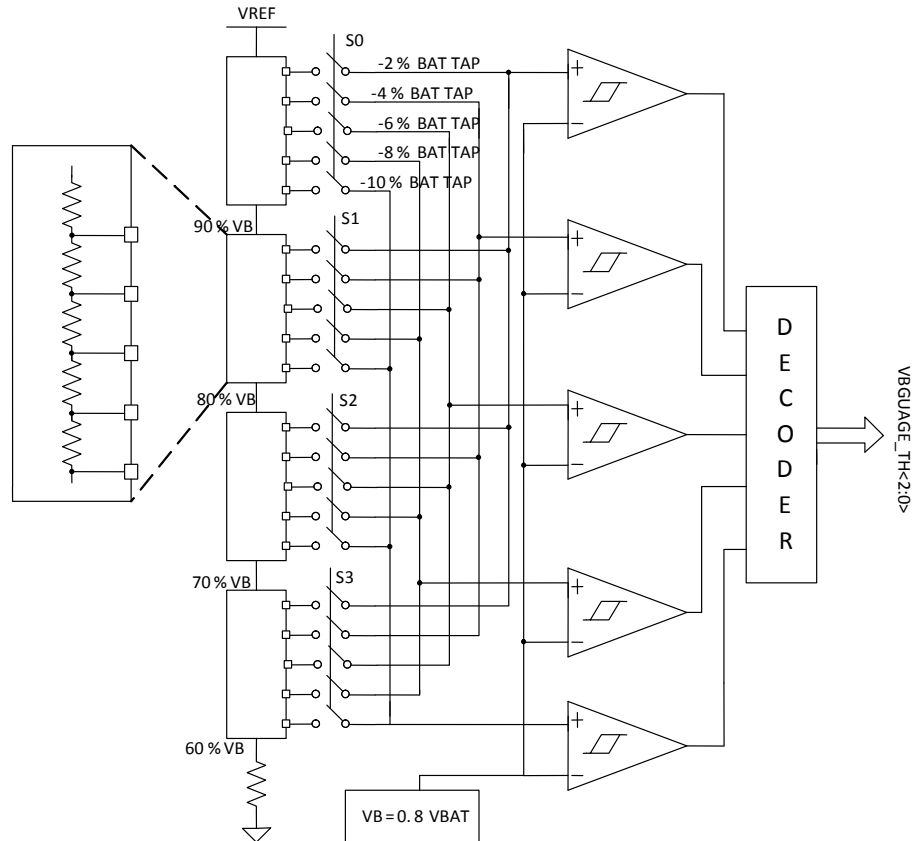 VREF
S0
-2 % BAT TAP
-4 % BAT TAP
-6 % BAT TAP
-8 % BAT TAP
-10 % BAT TAP
90 % VB
S1
80 % VB
S2
70 % VB
S3
60 % VB
VB = 0. 8 VBAT
+
−
+
−
+
−
+
−
+
−
D
E
C
O
D
E
R
VBGUAGE_TH<2:0>